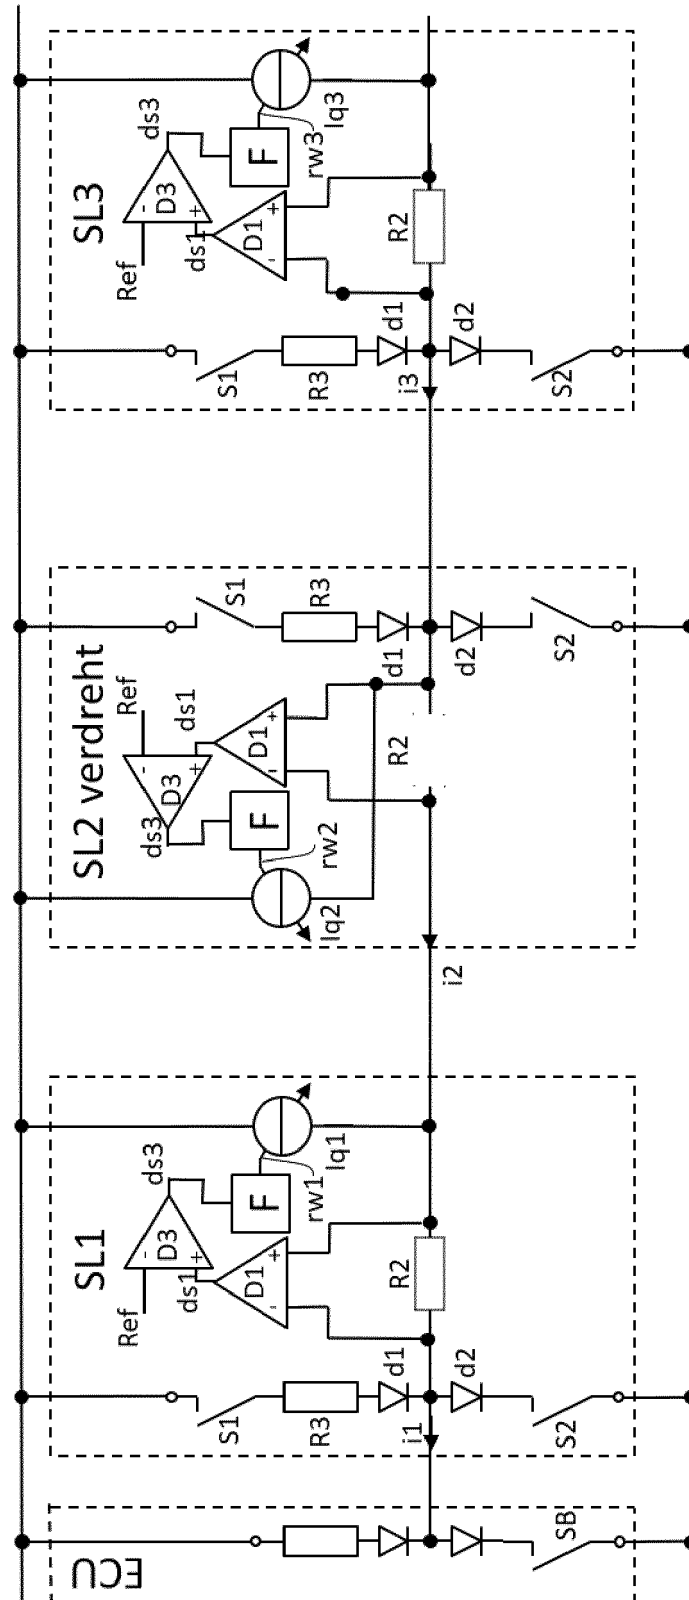 SL3
ds3
D3
-
+
Ref
ds1
D1
-
+
F
rw3
Iq3
R2
S1
R3
d1
d2
i3
S2
SL2 verdreht
S1
R3
d1
d2
S2
Ref
ds1
-
+
D3
ds3
D1
-
+
F
rw2
Iq2
R2
i2
SL1
ds3
D3
-
+
Ref
ds1
D1
-
+
F
rw1
Iq1
R2
S1
R3
d1
d2
i1
S2
ECU
SB